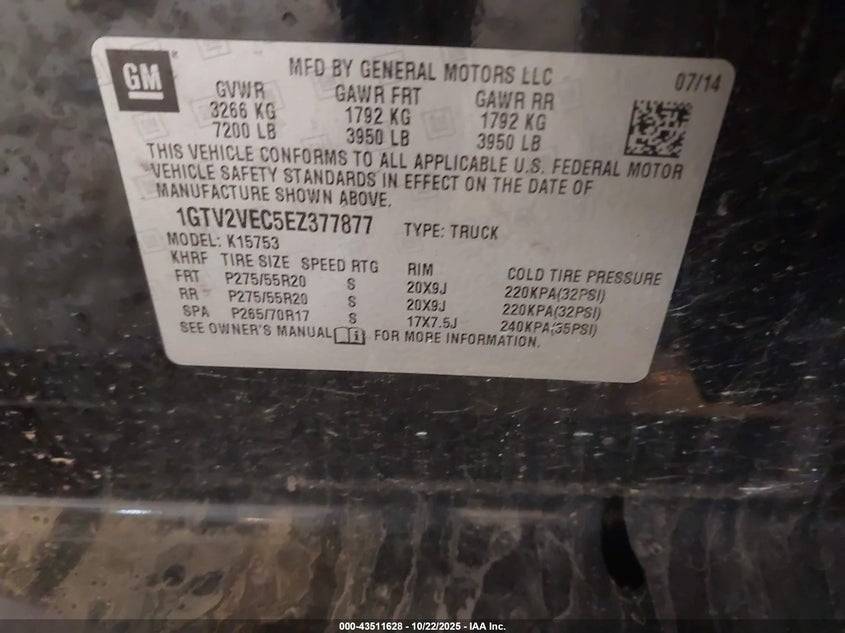 GM
MFD BY GENERAL MOTORS LLC
07/14
GVWR GAWR FRT GAWR RR
3266 KG 1792 KG 1792 KG
7200 LB 3950 LB 3950 LB
THIS VEHICLE CONFORMS TO ALL APPLICABLE U.S. FEDERAL MOTOR
VEHICLE SAFETY STANDARDS IN EFFECT ON THE DATE OF
MANUFACTURE SHOWN ABOVE.
1GTV2VEC5EZ377877 TYPE: TRUCK
MODEL: K15753
KHRF TIRE SIZE SPEED RTG RIM COLD TIRE PRESSURE
FRT P275/55R20 S 20X9J 220KPA(32PSI)
RR P275/55R20 S 20X9J 220KPA(32PSI)
SPA P265/70R17 S 17X7.5J 240KPA(35PSI)
SEE OWNER'S MANUAL FOR MORE INFORMATION.
000-43511628 - 10/22/2025 - IAA Inc.